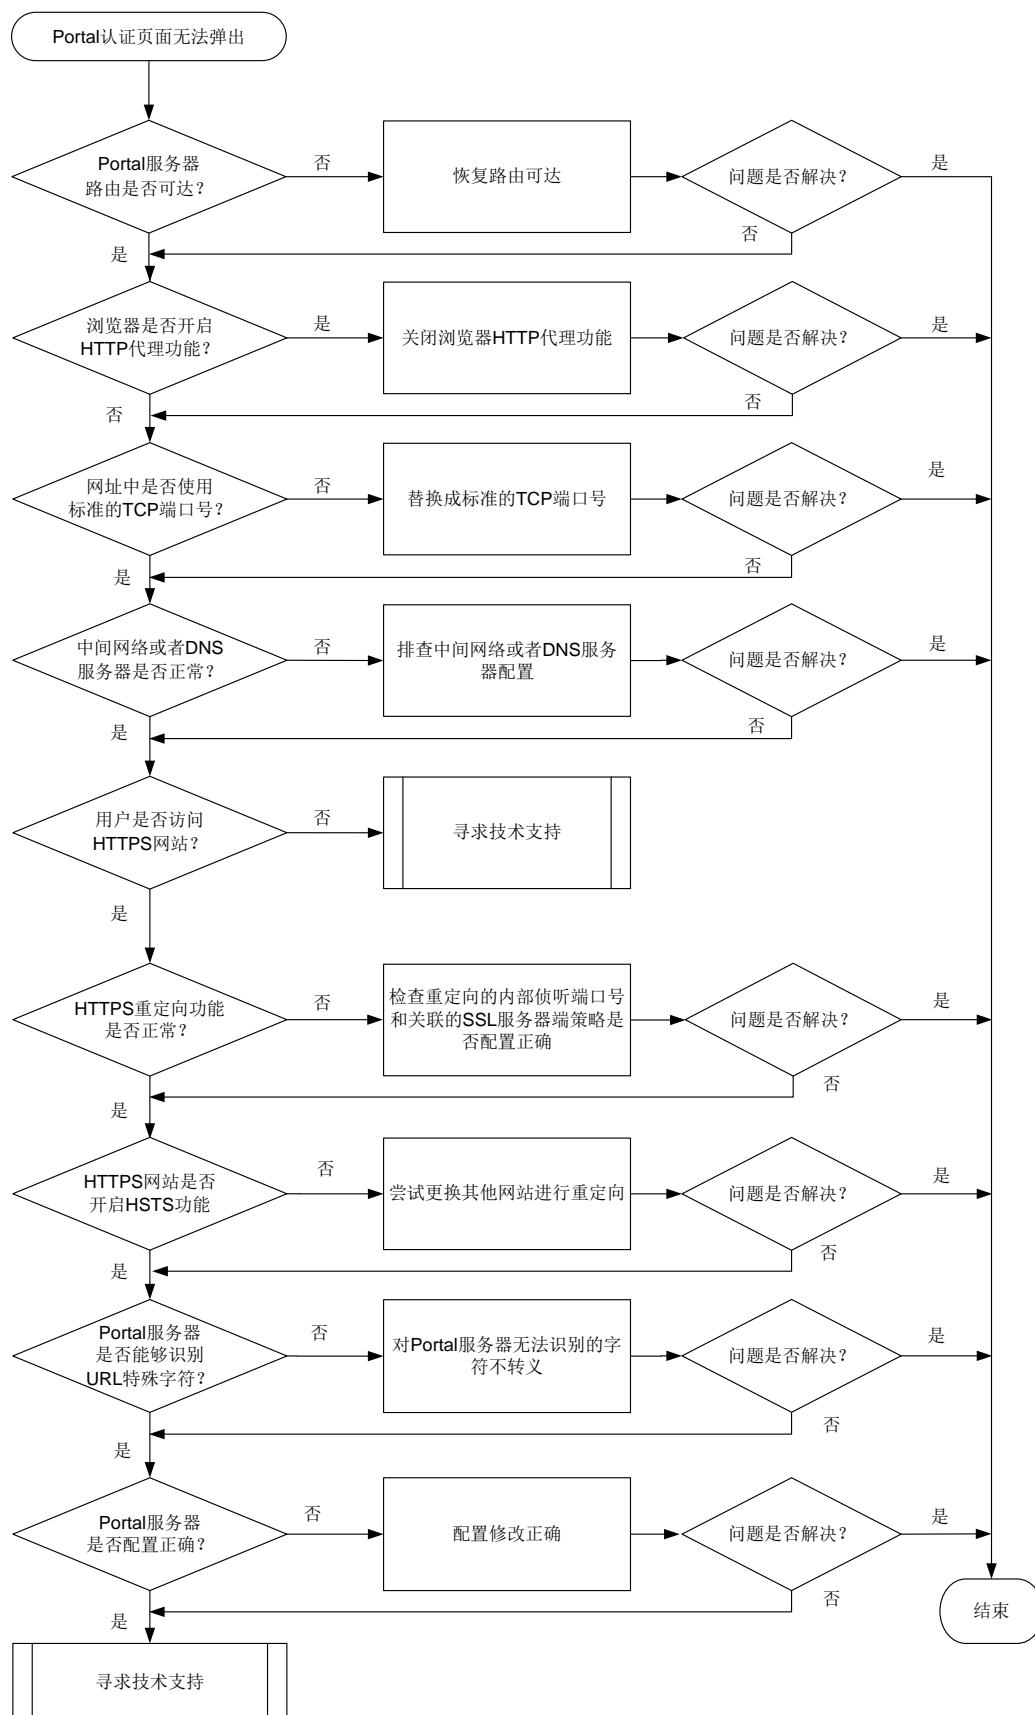 Portal认证页面无法弹出
Portal服务器
路由是否可达？
否
恢复路由可达
问题是否解决？
是
否
是
浏览器是否开启
HTTP代理功能？
是
关闭浏览器HTTP代理功能
问题是否解决？
是
否
否
网址中是否使用
标准的TCP端口号？
否
替换成标准的TCP端口号
问题是否解决？
是
否
是
中间网络或者DNS
服务器是否正常？
否
排查中间网络或者DNS服务
器配置
问题是否解决？
是
否
是
用户是否访问
HTTPS网站？
否
寻求技术支持
是
HTTPS重定向功能
是否正常？
否
检查重定向的内部侦听端口号
和关联的SSL服务器端策略是
否配置正确
问题是否解决？
是
否
是
HTTPS网站是否
开启HSTS功能
否
尝试更换其他网站进行重定向
问题是否解决？
是
否
是
Portal服务器
是否能够识别
URL特殊字符？
否
对Portal服务器无法识别的字
符不转义
问题是否解决？
是
否
是
Portal服务器
是否配置正确？
否
配置修改正确
问题是否解决？
是
否
是
结束
寻求技术支持